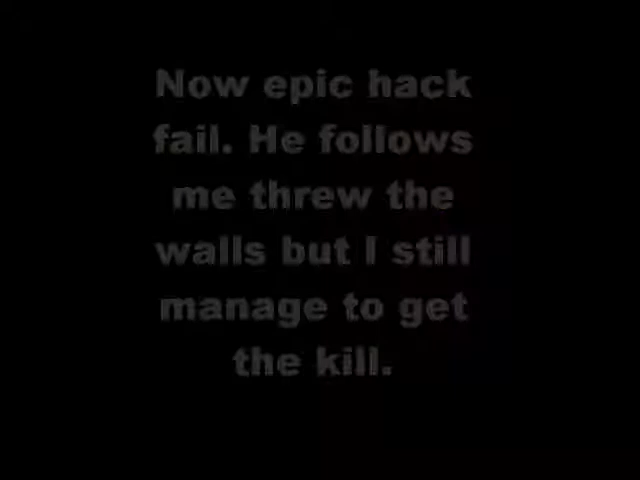 Now epic hack
fail. He follows
me threw the
walls but I still
manage to get
the kill.